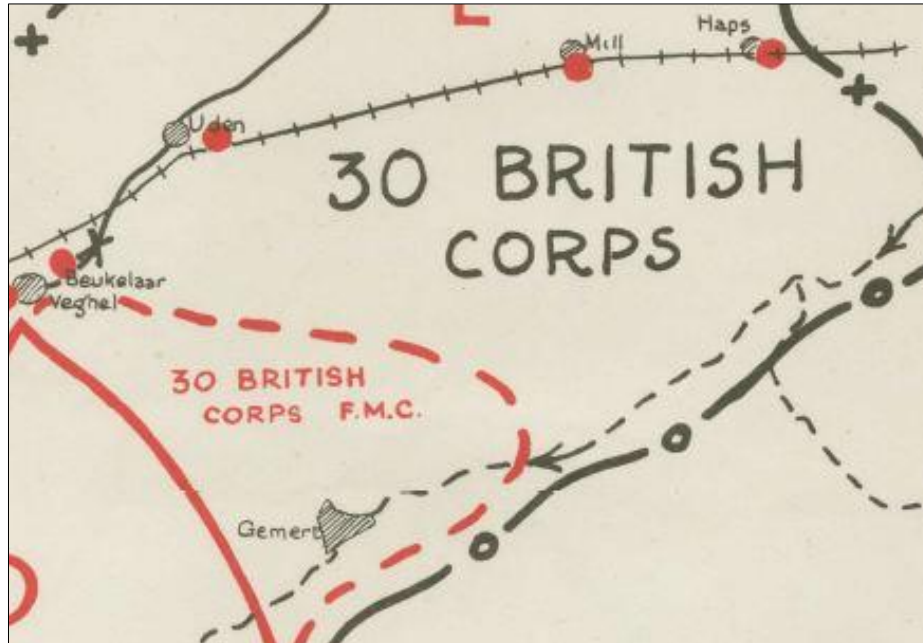 Haps
Mill
Uden
30 BRITISH
CORPS
Beukelaar
Veghel
30 BRITISH
CORPS F.M.C.
Gemert